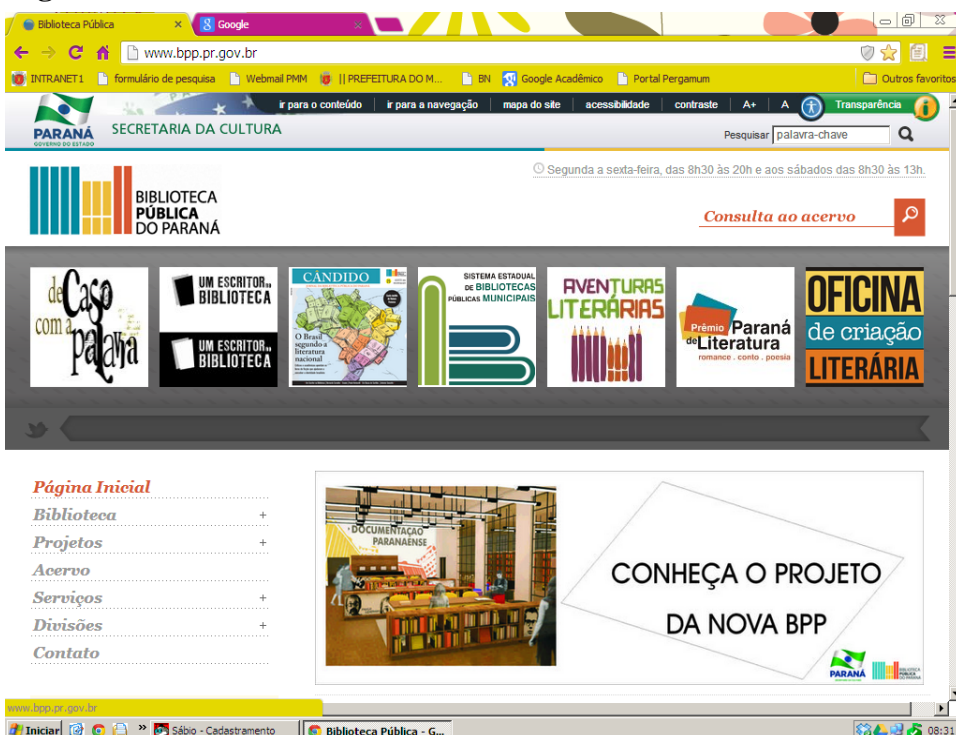 Biblioteca Pública
Google
www.bpp.pr.gov.br
INTRANET1 formulário de pesquisa Webmail PMM || PREFEITURA DO M... BN Google Acadêmico Portal Pergamum Outros favoritos
ir para o conteúdo ir para a navegação mapa do site acessibilidade contraste A+ A Transparência
PARANÁ
GOVERNO DO ESTADO
SECRETARIA DA CULTURA
Pesquisar palavra-chave
Segunda a sexta-feira, das 8h30 às 20h e aos sábados das 8h30 às 13h.
BIBLIOTECA
PÚBLICA
DO PARANÁ
Consulta ao acervo
de Caso
com a
Palavra
UM ESCRITOR
BIBLIOTECA
UM ESCRITOR
BIBLIOTECA
CÂNDIDO
O Brasil
segundo a
literatura
nacional
SISTEMA ESTADUAL
DE BIBLIOTECAS
PÚBLICAS MUNICIPAIS
AVENTURAS
LITERÁRIAS
Prêmio Paraná
de Literatura
romance . conto . poesia
OFICINA
de criação
LITERÁRIA
Página Inicial
Biblioteca +
Projetos +
Acervo
Serviços +
Divisões +
Contato
DOCUMENTAÇÃO
PARANAENSE
CONHEÇA O PROJETO
DA NOVA BPP
PARANÁ
BIBLIOTECA
PÚBLICA
DO PARANÁ
www.bpp.pr.gov.br
Iniciar » Sábio - Cadastramento Biblioteca Pública - G... 08:31